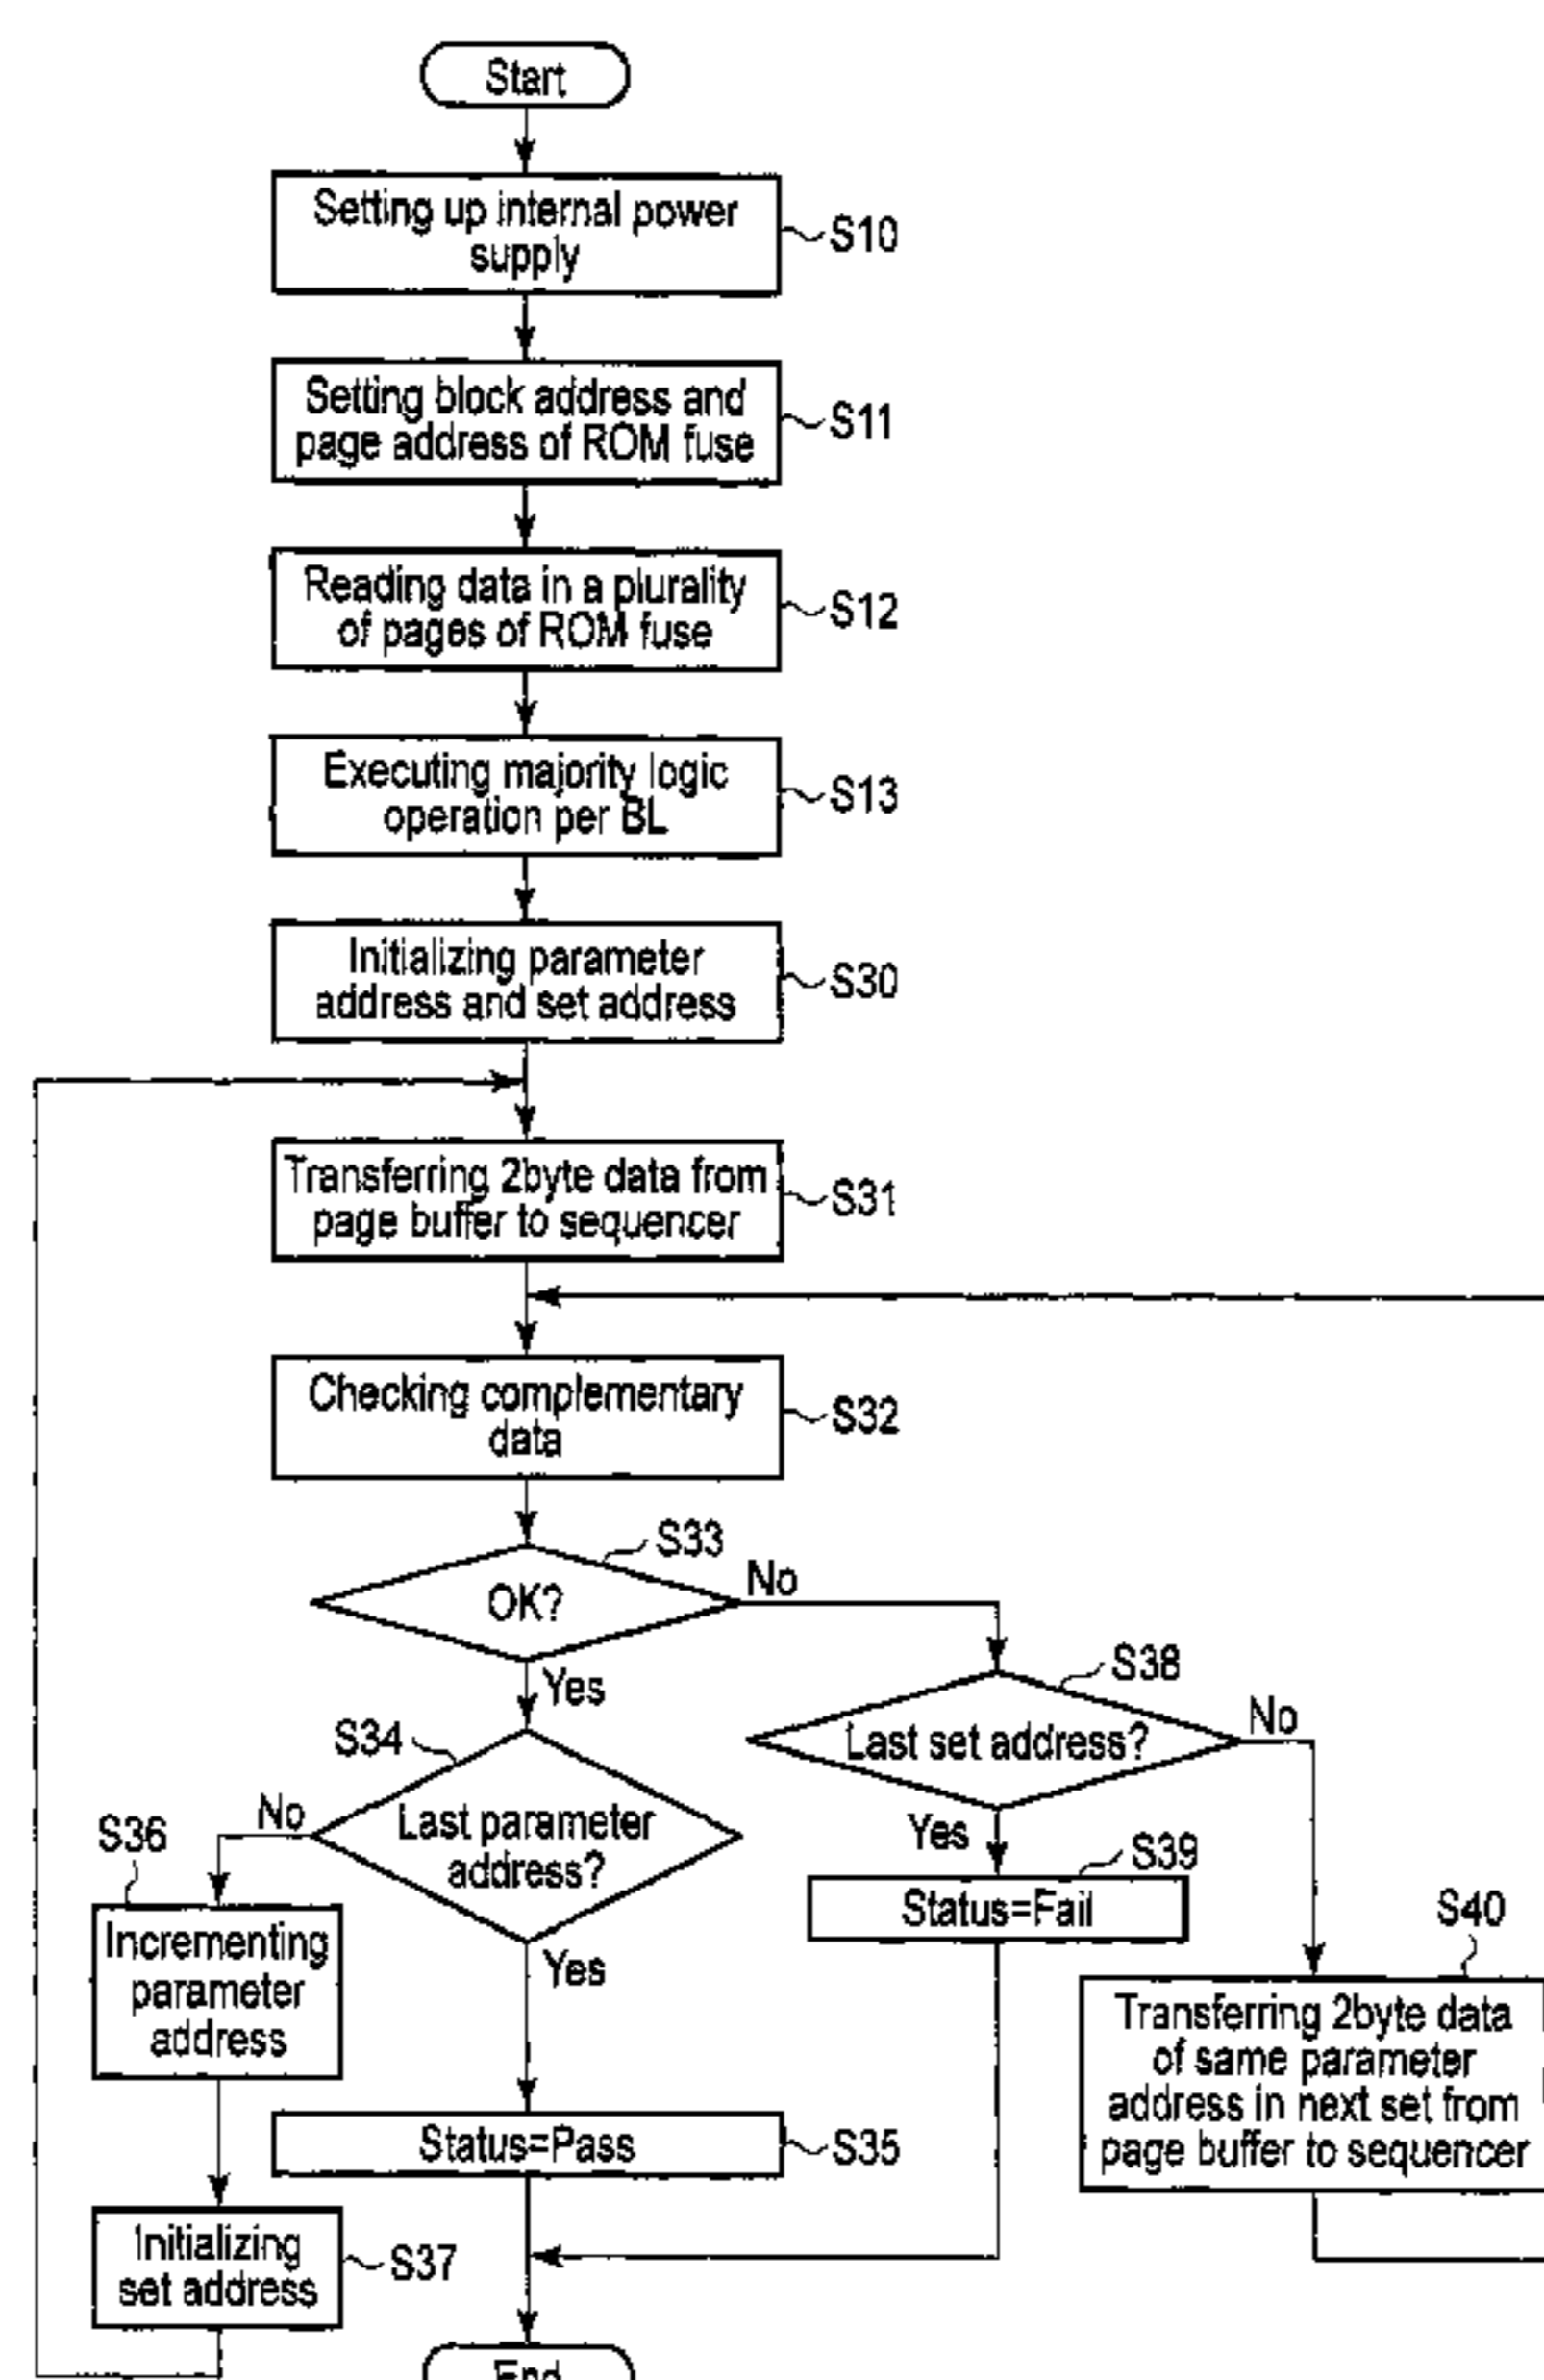 Start
Setting up internal power
supply
S10
Setting block address and
page address of ROM fuse
S11
Reading data in a plurality
of pages of ROM fuse
S12
Executing majority logic
operation per BL
S13
Initializing parameter
address and set address
S30
Transferring 2byte data from
page buffer to sequencer
S31
Checking complementary
data
S32
S33
OK?
No
Yes
S38
Last set address?
No
Yes
S34
Last parameter
address?
No
Yes
S36
Incrementing
parameter
address
S39
Status=Fail
S40
Transferring 2byte data
of same parameter
address in next set from
page buffer to sequencer
Status=Pass
S35
Initializing
set address
S37
End